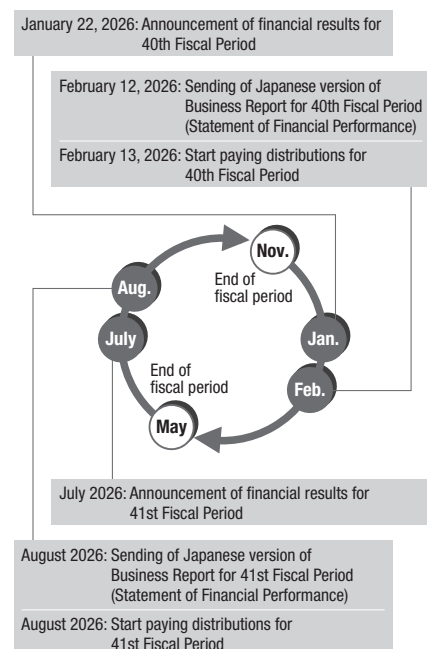 January 22, 2026: Announcement of financial results for
40th Fiscal Period
February 12, 2026: Sending of Japanese version of
Business Report for 40th Fiscal Period
(Statement of Financial Performance)
February 13, 2026: Start paying distributions for
40th Fiscal Period
Nov.
End of
fiscal period
Aug.
July
Jan.
End of
fiscal period
Feb.
May
July 2026: Announcement of financial results for
41st Fiscal Period
August 2026: Sending of Japanese version of
Business Report for 41st Fiscal Period
(Statement of Financial Performance)
August 2026: Start paying distributions for
41st Fiscal Period